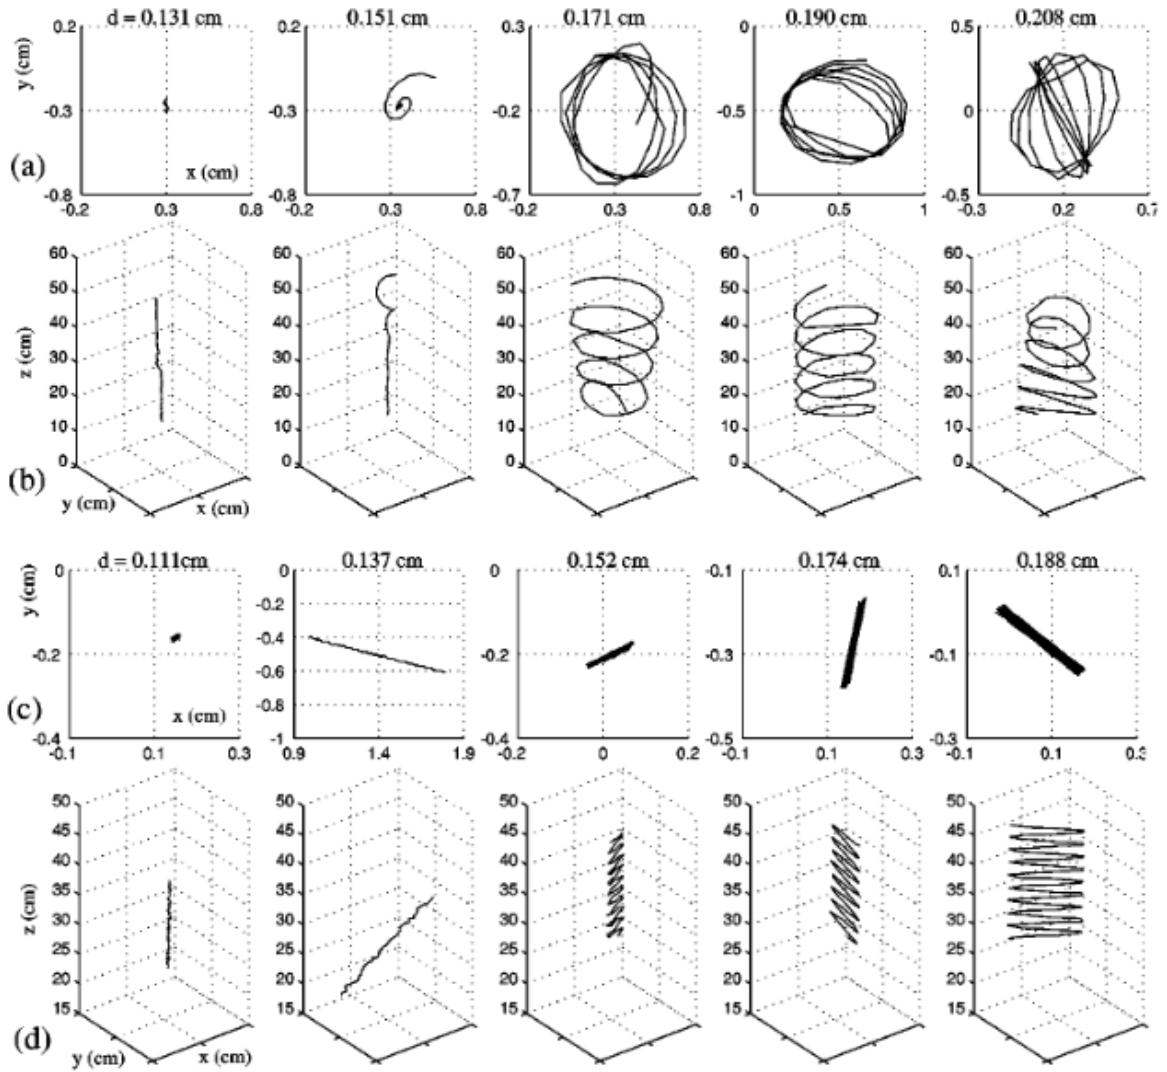 0.2 d = 0.131 cm 0.2 0.151 cm 0.3 0.171 cm 0 0.190 cm 0.5 0.208 cm
y (cm)
-0.3 -0.3 -0.2 -0.5 0
(a) x (cm)
-0.8 -0.8 -0.7 -1 -0.5
-0.2 0.3 0.8 -0.2 0.3 0.8 -0.2 0.3 0.8 0 0.5 1 -0.3 0.2
60 60 60 60 60
50 50 50 50 50
40 40 40 40 40
z (cm)
30 30 30 30 30
20 20 20 20 20
10 10 10 10 10
0 0 0 0 0
(b) y (cm) x (cm)
d = 0.111cm 0.137 cm 0.152 cm 0.174 cm 0.188 cm
0 0 0 -0.1 0.1
y (cm)
-0.2
-0.4
-0.2 -0.6 -0.2 -0.3 -0.1
-0.8
(c) x (cm)
-0.4 -1 -0.4 -0.5 -0.3
-0.1 0.1 0.3 0.9 1.4 1.9 -0.2 0 0.2 -0.1 0.1 0.3 -0.1 0.1
50 50 50 50 50
45 45 45 45 45
40 40 40 40 40
35 35 35 35 35
z (cm)
30 30 30 30 30
25 25 25 25 25
20 20 20 20 20
15 15 15 15 15
(d) y (cm) x (cm)